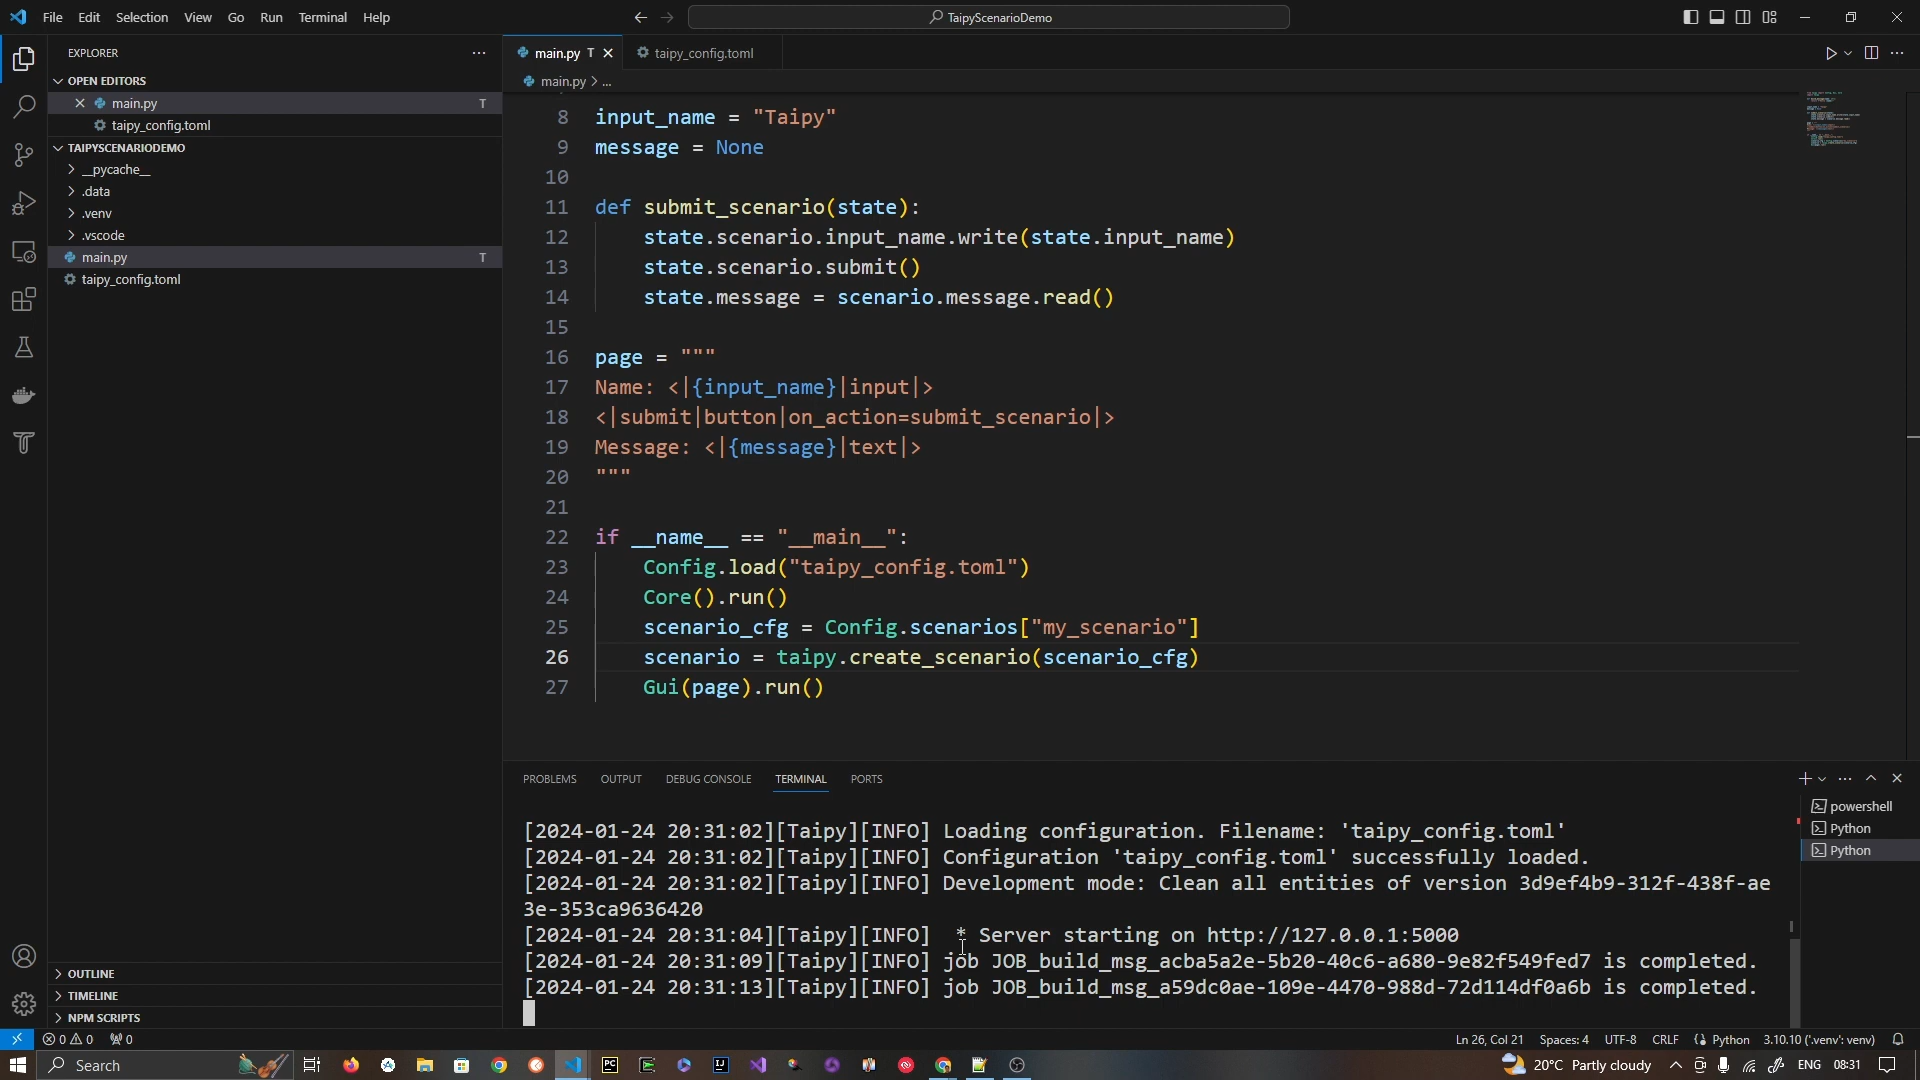 File Edit Selection View Go Run Terminal Help
TaipyScenarioDemo
EXPLORER
OPEN EDITORS
main.py T
taipy_config.toml
TAIPYSCENARIODEMO
__pycache__
.data
.venv
.vscode
main.py T
taipy_config.toml
OUTLINE
TIMELINE
NPM SCRIPTS
main.py T taipy_config.toml
main.py > ...
8 input_name = "Taipy"
9 message = None
10
11 def submit_scenario(state):
12 state.scenario.input_name.write(state.input_name)
13 state.scenario.submit()
14 state.message = scenario.message.read()
15
16 page = """
17 Name: <|{input_name}|input|>
18 <|submit|button|on_action=submit_scenario|>
19 Message: <|{message}|text|>
20 """
21
22 if __name__ == "__main__":
23 Config.load("taipy_config.toml")
24 Core().run()
25 scenario_cfg = Config.scenarios["my_scenario"]
26 scenario = taipy.create_scenario(scenario_cfg)
27 Gui(page).run()
PROBLEMS OUTPUT DEBUG CONSOLE TERMINAL PORTS
[2024-01-24 20:31:02][Taipy][INFO] Loading configuration. Filename: 'taipy_config.toml'
[2024-01-24 20:31:02][Taipy][INFO] Configuration 'taipy_config.toml' successfully loaded.
[2024-01-24 20:31:02][Taipy][INFO] Development mode: Clean all entities of version 3d9ef4b9-312f-438f-ae
3e-353ca9636420
[2024-01-24 20:31:04][Taipy][INFO]  * Server starting on http://127.0.0.1:5000
[2024-01-24 20:31:09][Taipy][INFO] job JOB_build_msg_acba5a2e-5b20-40c6-a680-9e82f549fed7 is completed.
[2024-01-24 20:31:13][Taipy][INFO] job JOB_build_msg_a59dc0ae-109e-4470-988d-72d114df0a6b is completed.
powershell
Python
Python
0 0 0
Ln 26, Col 21 Spaces: 4 UTF-8 CRLF Python 3.10.10 ('.venv': venv)
Search
20°C Partly cloudy ENG 08:31